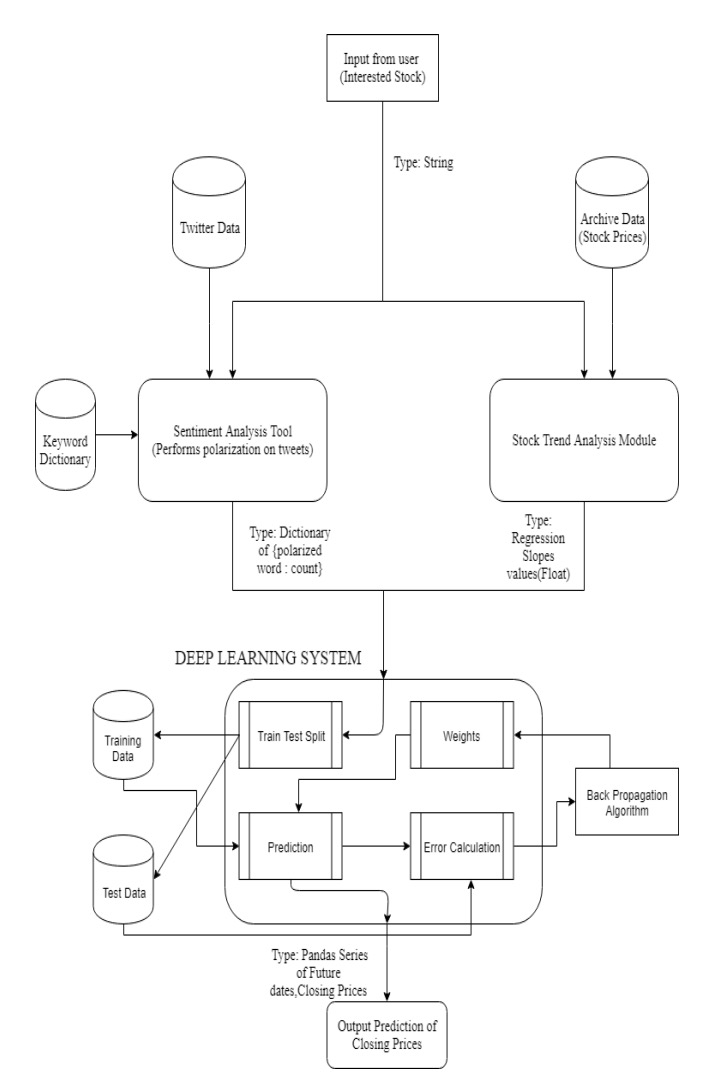 Input from user
(Interested Stock)
Type: String
Twitter Data
Archive Data
(Stock Prices)
Keyword
Dictionary
Sentiment Analysis Tool
(Performs polarization on tweets)
Stock Trend Analysis Module
Type: Dictionary
of {polarized
word : count}
Type:
Regression
Slopes
values(Float)
DEEP LEARNING SYSTEM
Training
Data
Train Test Split
Weights
Back Propagation
Algorithm
Prediction
Error Calculation
Test Data
Type: Pandas Series
of Future
dates,Closing Prices
Output Prediction of
Closing Prices